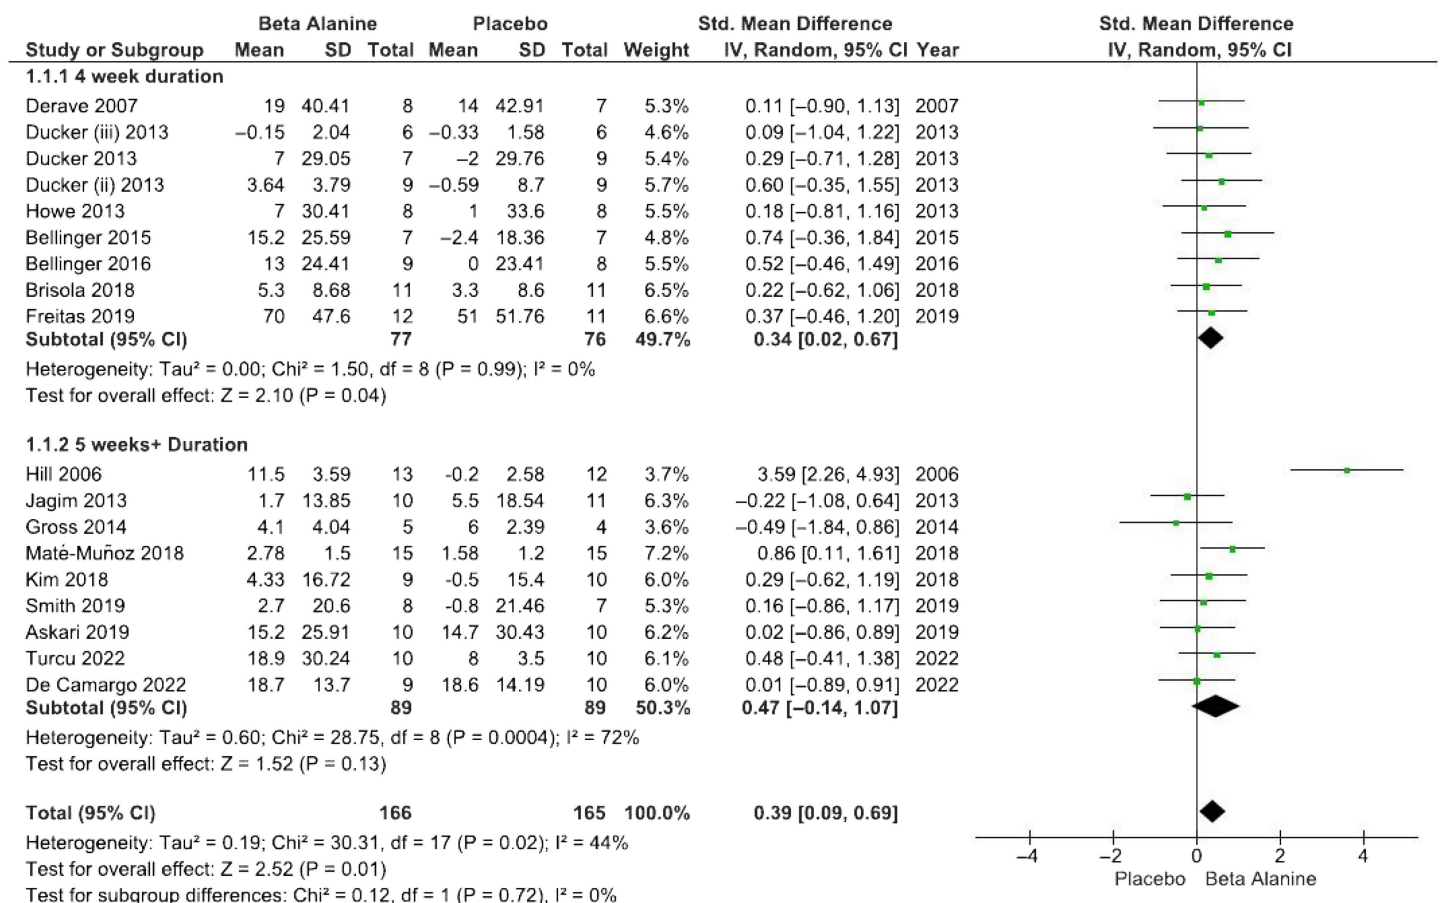 Beta Alanine Placebo Std. Mean Difference Std. Mean Difference
Study or Subgroup Mean SD Total Mean SD Total Weight IV, Random, 95% CI Year IV, Random, 95% CI
1.1.1 4 week duration
Derave 2007 19 40.41 8 14 42.91 7 5.3% 0.11 [−0.90, 1.13] 2007
Ducker (iii) 2013 −0.15 2.04 6 −0.33 1.58 6 4.6% 0.09 [−1.04, 1.22] 2013
Ducker 2013 7 29.05 7 −2 29.76 9 5.4% 0.29 [−0.71, 1.28] 2013
Ducker (ii) 2013 3.64 3.79 9 −0.59 8.7 9 5.7% 0.60 [−0.35, 1.55] 2013
Howe 2013 7 30.41 8 1 33.6 8 5.5% 0.18 [−0.81, 1.16] 2013
Bellinger 2015 15.2 25.59 7 −2.4 18.36 7 4.8% 0.74 [−0.36, 1.84] 2015
Bellinger 2016 13 24.41 9 0 23.41 8 5.5% 0.52 [−0.46, 1.49] 2016
Brisola 2018 5.3 8.68 11 3.3 8.6 11 6.5% 0.22 [−0.62, 1.06] 2018
Freitas 2019 70 47.6 12 51 51.76 11 6.6% 0.37 [−0.46, 1.20] 2019
Subtotal (95% CI) 77 76 49.7% 0.34 [0.02, 0.67]
Heterogeneity: Tau² = 0.00; Chi² = 1.50, df = 8 (P = 0.99); I² = 0%
Test for overall effect: Z = 2.10 (P = 0.04)
1.1.2 5 weeks+ Duration
Hill 2006 11.5 3.59 13 -0.2 2.58 12 3.7% 3.59 [2.26, 4.93] 2006
Jagim 2013 1.7 13.85 10 5.5 18.54 11 6.3% −0.22 [−1.08, 0.64] 2013
Gross 2014 4.1 4.04 5 6 2.39 4 3.6% −0.49 [−1.84, 0.86] 2014
Maté-Muñoz 2018 2.78 1.5 15 1.58 1.2 15 7.2% 0.86 [0.11, 1.61] 2018
Kim 2018 4.33 16.72 9 -0.5 15.4 10 6.0% 0.29 [−0.62, 1.19] 2018
Smith 2019 2.7 20.6 8 -0.8 21.46 7 5.3% 0.16 [−0.86, 1.17] 2019
Askari 2019 15.2 25.91 10 14.7 30.43 10 6.2% 0.02 [−0.86, 0.89] 2019
Turcu 2022 18.9 30.24 10 8 3.5 10 6.1% 0.48 [−0.41, 1.38] 2022
De Camargo 2022 18.7 13.7 9 18.6 14.19 10 6.0% 0.01 [−0.89, 0.91] 2022
Subtotal (95% CI) 89 89 50.3% 0.47 [−0.14, 1.07]
Heterogeneity: Tau² = 0.60; Chi² = 28.75, df = 8 (P = 0.0004); I² = 72%
Test for overall effect: Z = 1.52 (P = 0.13)
Total (95% CI) 166 165 100.0% 0.39 [0.09, 0.69]
Heterogeneity: Tau² = 0.19; Chi² = 30.31, df = 17 (P = 0.02); I² = 44%
Test for overall effect: Z = 2.52 (P = 0.01)
Test for subgroup differences: Chi² = 0.12, df = 1 (P = 0.72), I² = 0%
−4 −2 0 2 4
Placebo Beta Alanine